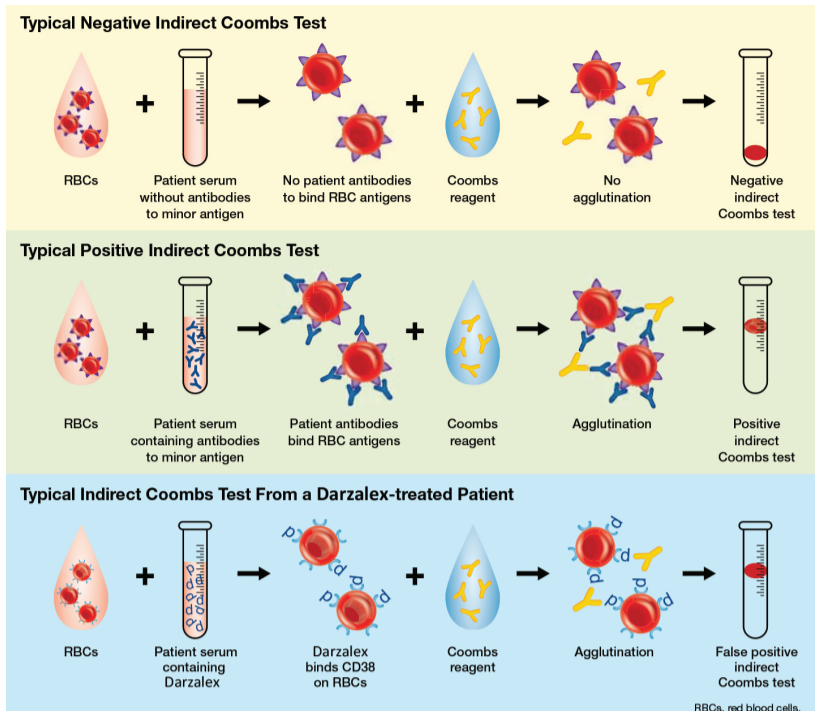 Typical Negative Indirect Coombs Test
RBCs
Patient serum
without antibodies
to minor antigen
No patient antibodies
to bind RBC antigens
Coombs
reagent
No
agglutination
Negative
indirect
Coombs test
Typical Positive Indirect Coombs Test
RBCs
Patient serum
containing antibodies
to minor antigen
Patient antibodies
bind RBC antigens
Coombs
reagent
Agglutination
Positive
indirect
Coombs test
Typical Indirect Coombs Test From a Darzalex-treated Patient
RBCs
Patient serum
containing
Darzalex
Darzalex
binds CD38
on RBCs
Coombs
reagent
Agglutination
False positive
indirect
Coombs test
RBCs, red blood cells.